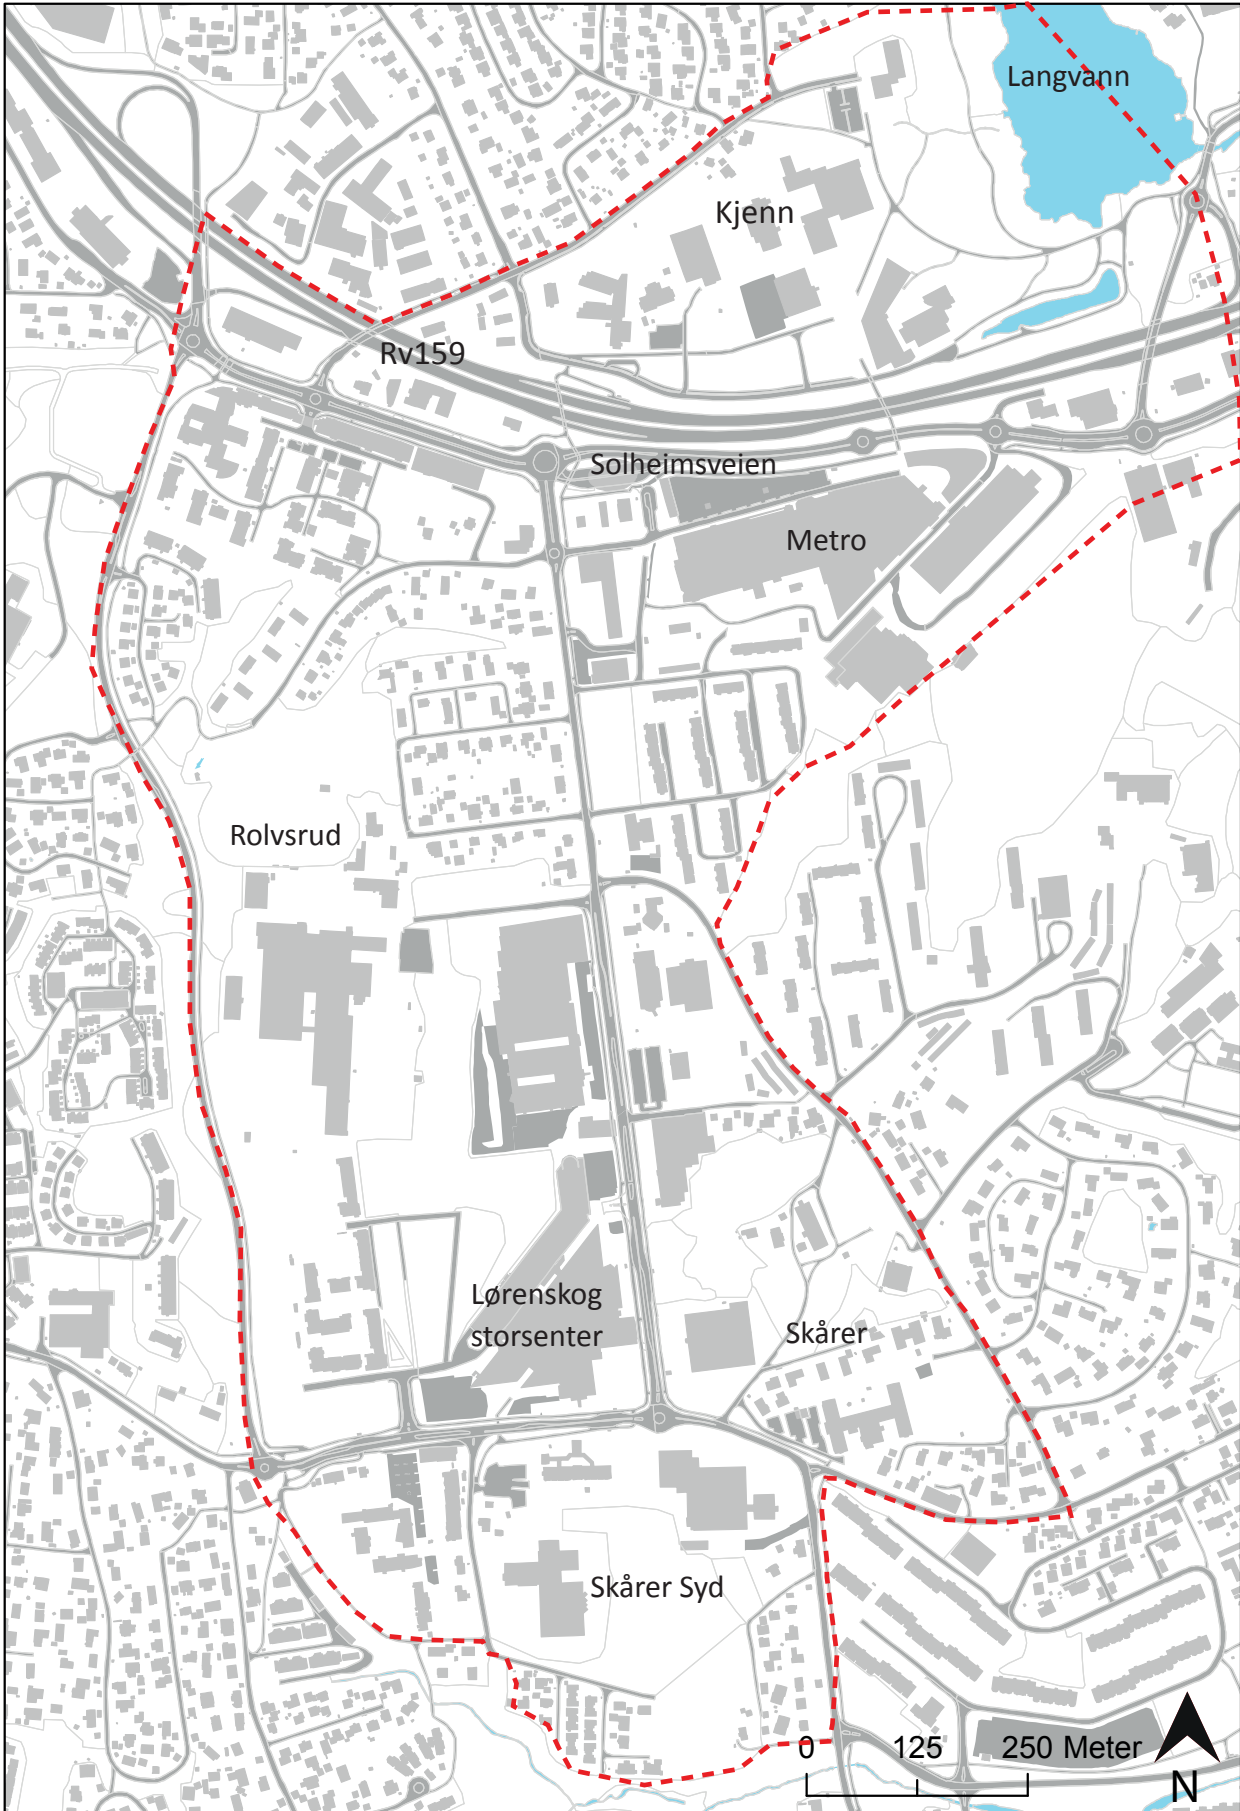 Langvann
Kjenn
Rv159
Solheimsveien
Metro
Rolvsrud
Lørenskog
storsenter
Skårer
Skårer Syd
0 125 250 Meter
N